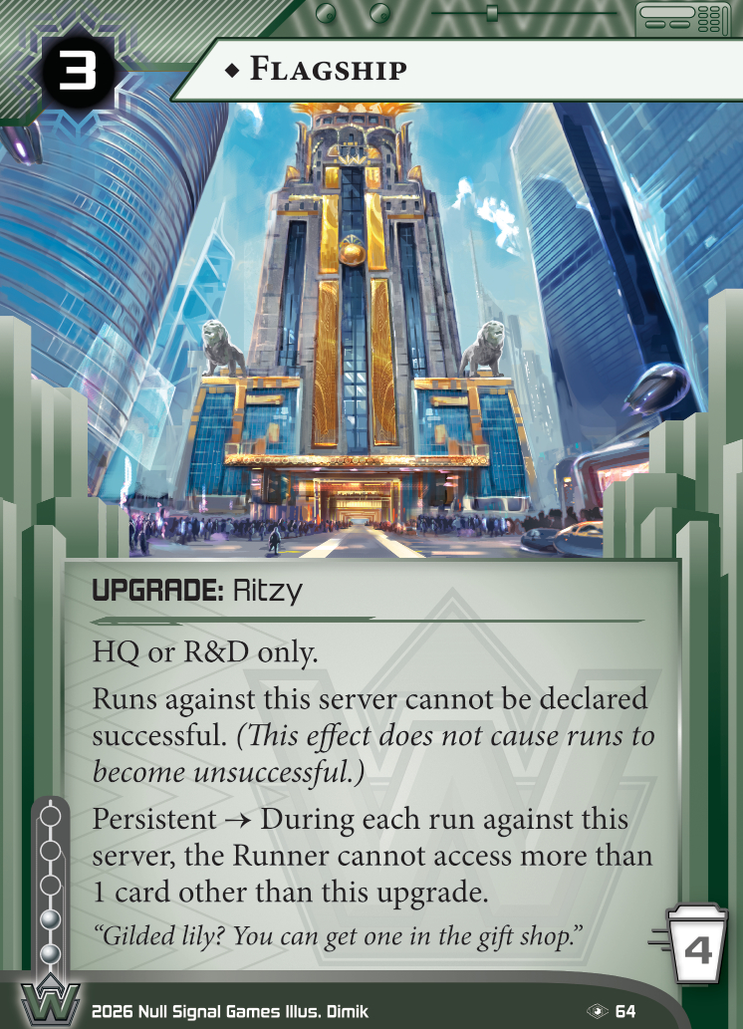 3
◆ Flagship
UPGRADE: Ritzy
HQ or R&D only.
Runs against this server cannot be declared
successful. (This effect does not cause runs to
become unsuccessful.)
Persistent → During each run against this
server, the Runner cannot access more than
1 card other than this upgrade.
“Gilded lily? You can get one in the gift shop.”
4
W
2026 Null Signal Games Illus. Dimik
64